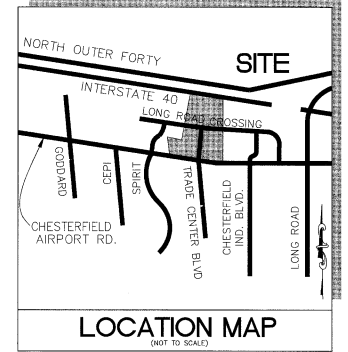 NORTH OUTER FORTY
SITE
INTERSTATE 40
LONG ROAD CROSSING
GODDARD
CEPI
SPIRIT
TRADE CENTER BLVD
CHESTERFIELD
IND. BLVD.
LONG ROAD
CHESTERFIELD
AIRPORT RD.
LOCATION MAP
(NOT TO SCALE)